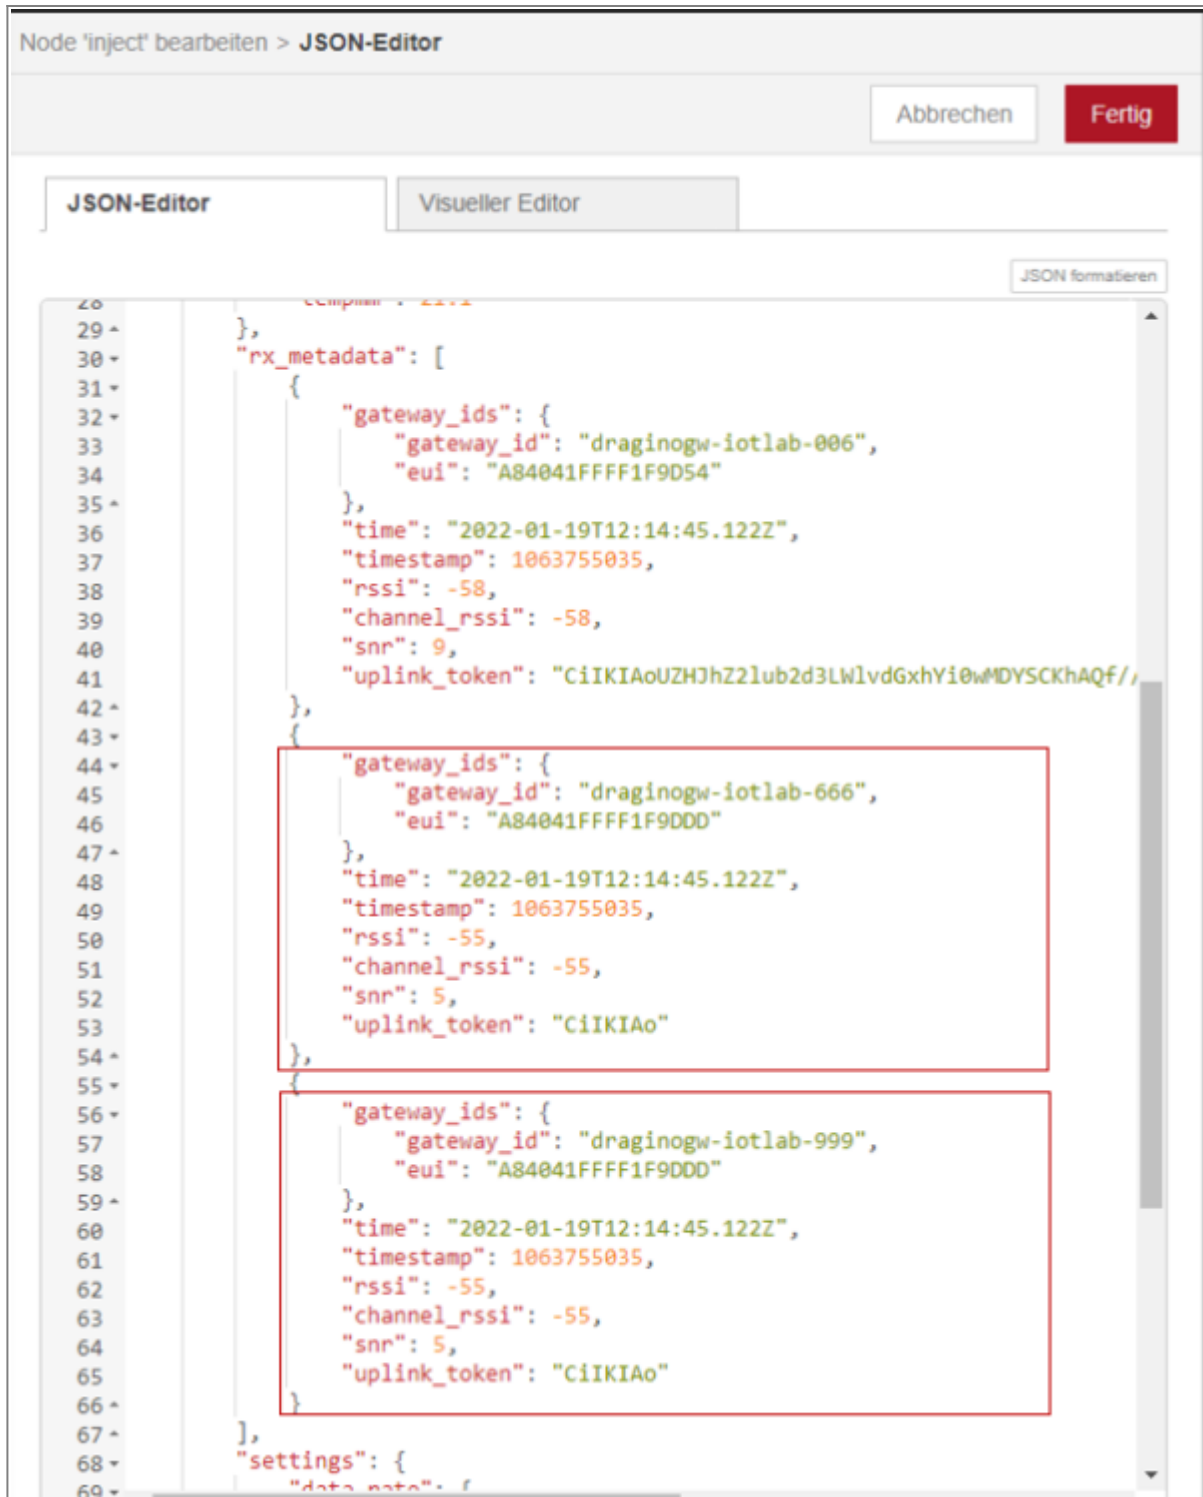 Node 'inject' bearbeiten > JSON-Editor
Abbrechen Fertig
JSON-Editor Visueller Editor
JSON formatieren
28
29 },
30 "rx_metadata": [
31 {
32 "gateway_ids": {
33 "gateway_id": "draginogw-iotlab-006",
34 "eui": "A84041FFFF1F9D54"
35 },
36 "time": "2022-01-19T12:14:45.122Z",
37 "timestamp": 1063755035,
38 "rssi": -58,
39 "channel_rssi": -58,
40 "snr": 9,
41 "uplink_token": "CiIKIAoUZHJhZ2lub2d3LWlvdGxhYi0wMDYSCKhAQf//
42 },
43 {
44 "gateway_ids": {
45 "gateway_id": "draginogw-iotlab-666",
46 "eui": "A84041FFFF1F9DDD"
47 },
48 "time": "2022-01-19T12:14:45.122Z",
49 "timestamp": 1063755035,
50 "rssi": -55,
51 "channel_rssi": -55,
52 "snr": 5,
53 "uplink_token": "CiIKIAo"
54 },
55 {
56 "gateway_ids": {
57 "gateway_id": "draginogw-iotlab-999",
58 "eui": "A84041FFFF1F9DDD"
59 },
60 "time": "2022-01-19T12:14:45.122Z",
61 "timestamp": 1063755035,
62 "rssi": -55,
63 "channel_rssi": -55,
64 "snr": 5,
65 "uplink_token": "CiIKIAo"
66 }
67 ],
68 "settings": {
69 "data_rate": {